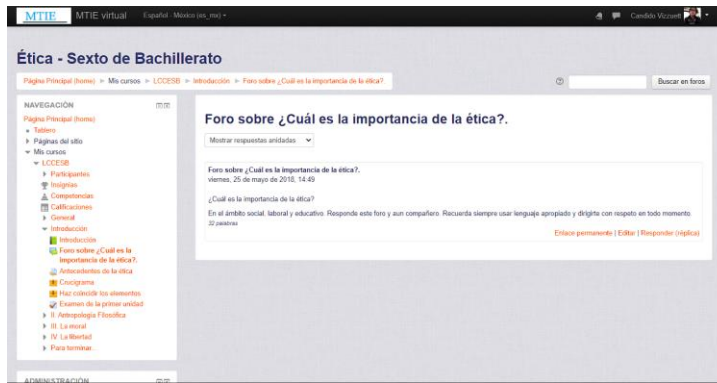 MTIE MTIE virtual Español - México (es_mx)
Candido Vizzuett
Ética - Sexto de Bachillerato
Página Principal (home) Mis cursos LCCESB Introducción Foro sobre ¿Cuál es la importancia de la ética?.
Buscar en foros
NAVEGACIÓN
Página Principal (home)
Tablero
Páginas del sitio
Mis cursos
LCCESB
Participantes
Insignias
Competencias
Calificaciones
General
Introducción
Introducción
Foro sobre ¿Cuál es la
importancia de la ética?.
Antecedentes de la ética
Crucigrama
Haz coincidir los elementos.
Examen de la primer unidad
II. Antropología Filosófica
III. La moral
IV. La libertad
Para terminar
ADMINISTRACIÓN
Foro sobre ¿Cuál es la importancia de la ética?.
Mostrar respuestas anidadas
Foro sobre ¿Cuál es la importancia de la ética?.
viernes, 25 de mayo de 2018, 14:49
¿Cuál es la importancia de la ética?
En el ámbito social, laboral y educativo. Responde este foro y aun compañero. Recuerda siempre usar lenguaje apropiado y dirigirte con respeto en todo momento.
32 palabras
Enlace permanente | Editar | Responder (réplica)